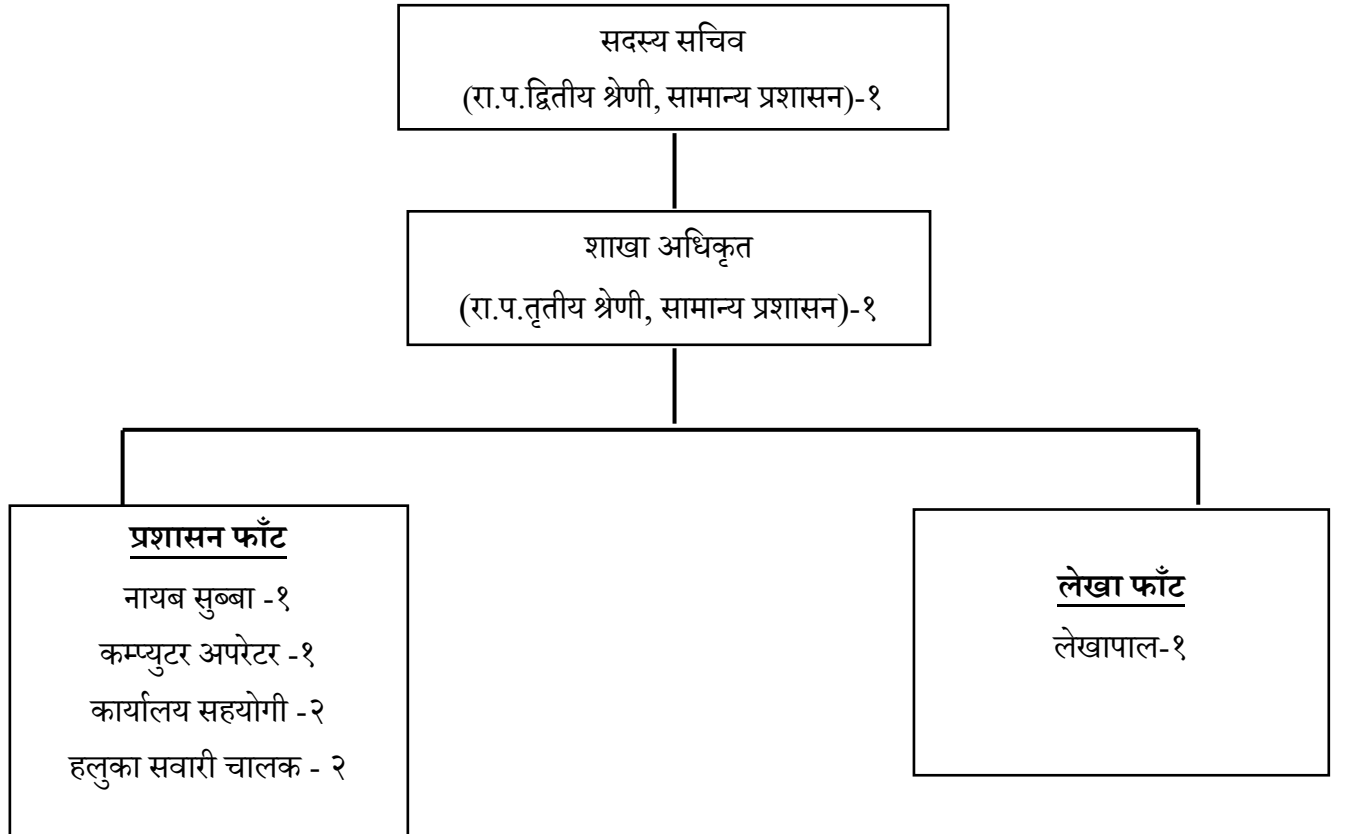 सदस्य सचिव
(रा.प.द्वितीय श्रेणी, सामान्य प्रशासन)-१
शाखा अधिकृत
(रा.प.तृतीय श्रेणी, सामान्य प्रशासन)-१
प्रशासन फाँट
नायब सुब्बा -१
कम्प्युटर अपरेटर -१
कार्यालय सहयोगी -२
हलुका सवारी चालक - २
लेखा फाँट
लेखापाल-१